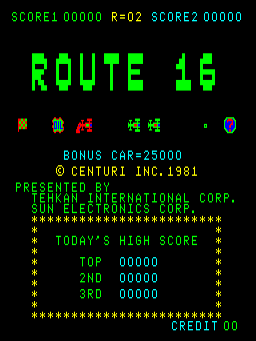 SCORE1 00000 R=02 SCORE2 00000
ROUTE 16
BONUS CAR=25000
© CENTURI INC.1981
PRESENTED BY
TEHKAN INTERNATIONAL CORP.
SUN ELECTRONICS CORP.
TODAY'S HIGH SCORE
TOP 00000
2ND 00000
3RD 00000
CREDIT 00